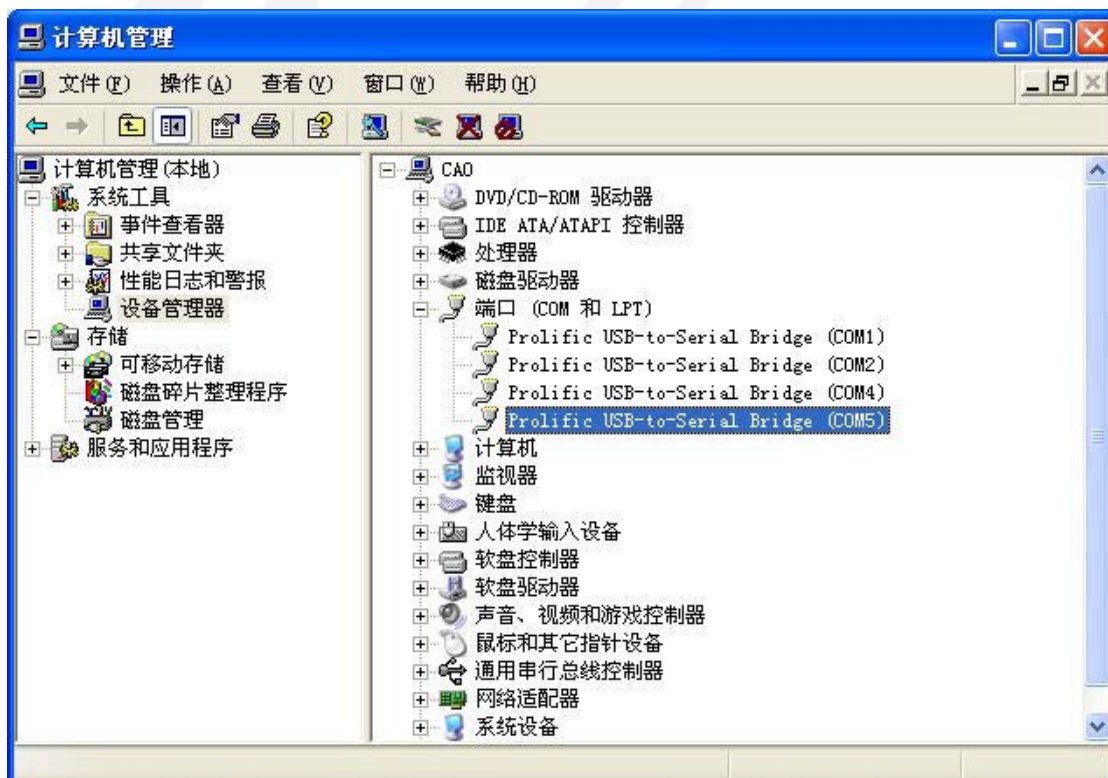 计算机管理
文件(F) 操作(A) 查看(V) 窗口(W) 帮助(H)
计算机管理(本地)
系统工具
事件查看器
共享文件夹
性能日志和警报
设备管理器
存储
可移动存储
磁盘碎片整理程序
磁盘管理
服务和应用程序
CAO
DVD/CD-ROM 驱动器
IDE ATA/ATAPI 控制器
处理器
磁盘驱动器
端口 (COM 和 LPT)
Prolific USB-to-Serial Bridge (COM1)
Prolific USB-to-Serial Bridge (COM2)
Prolific USB-to-Serial Bridge (COM4)
Prolific USB-to-Serial Bridge (COM5)
计算机
监视器
键盘
人体学输入设备
软盘控制器
软盘驱动器
声音、视频和游戏控制器
鼠标和其它指针设备
通用串行总线控制器
网络适配器
系统设备